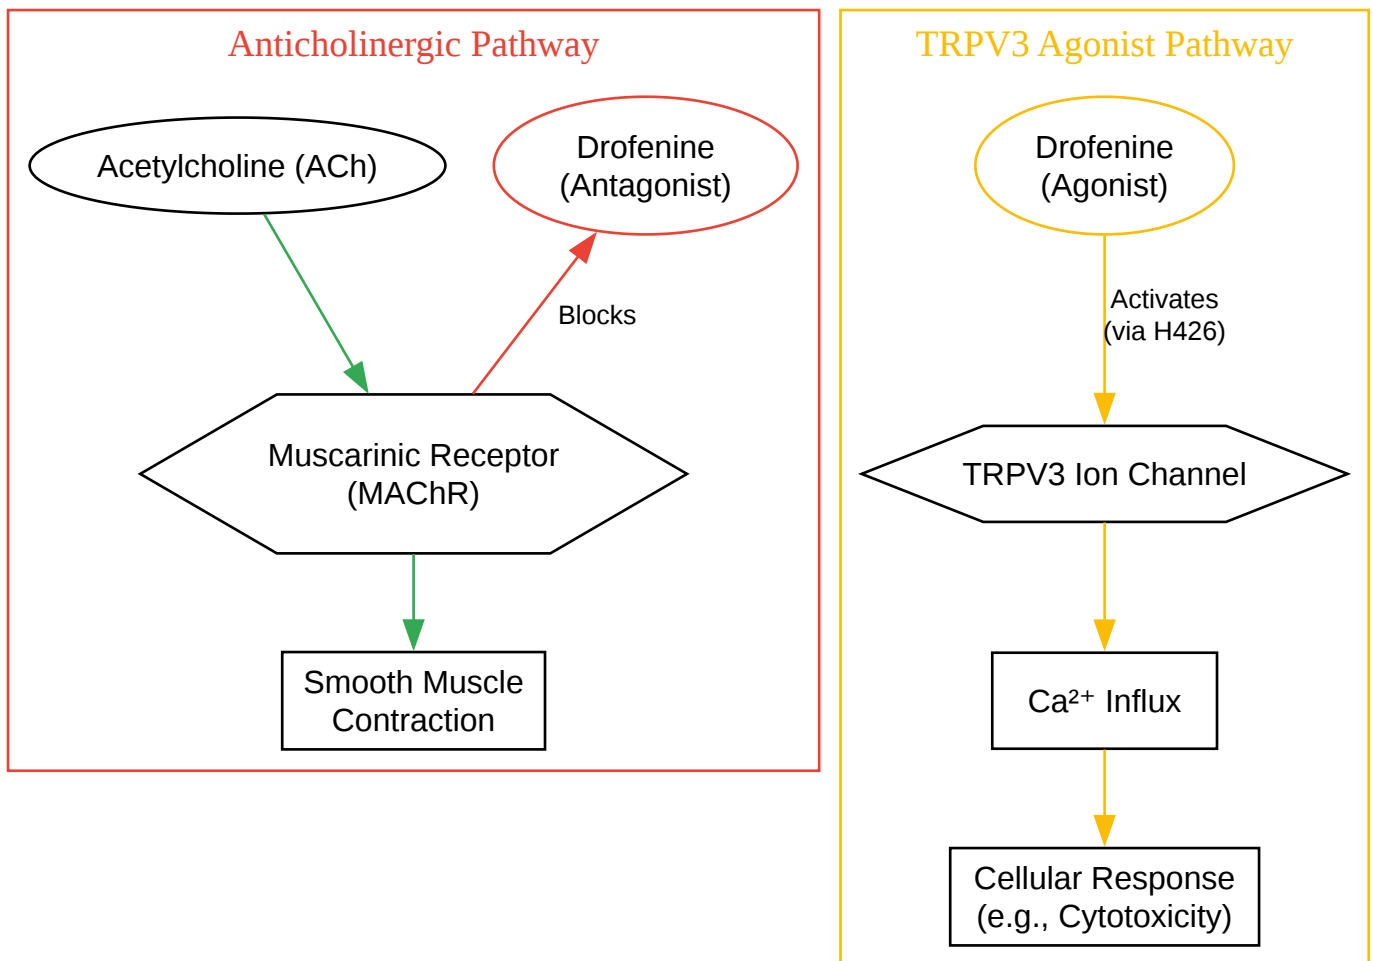 Anticholinergic Pathway
Acetylcholine (ACh)
Drofenine
(Antagonist)
Blocks
Muscarinic Receptor
(MAChR)
Smooth Muscle
Contraction
TRPV3 Agonist Pathway
Drofenine
(Agonist)
Activates
(via H426)
TRPV3 Ion Channel
Ca²⁺ Influx
Cellular Response
(e.g., Cytotoxicity)